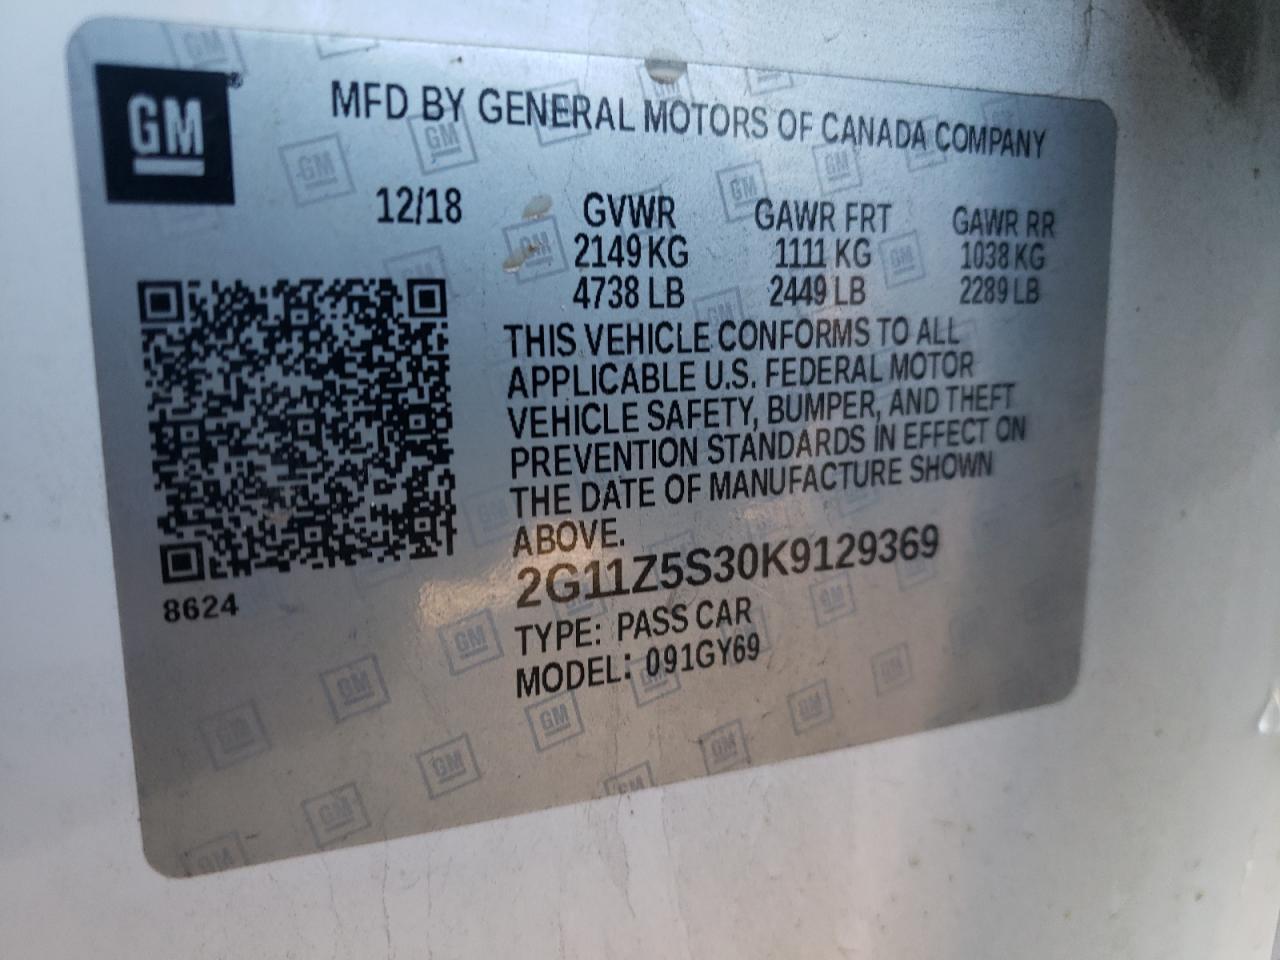 GM
MFD BY GENERAL MOTORS OF CANADA COMPANY
12/18 GVWR GAWR FRT GAWR RR
2149 KG 1111 KG 1038 KG
4738 LB 2449 LB 2289 LB
THIS VEHICLE CONFORMS TO ALL
APPLICABLE U.S. FEDERAL MOTOR
VEHICLE SAFETY, BUMPER, AND THEFT
PREVENTION STANDARDS IN EFFECT ON
THE DATE OF MANUFACTURE SHOWN
ABOVE.
2G11Z5S30K9129369
8624
TYPE: PASS CAR
MODEL: 091GY69